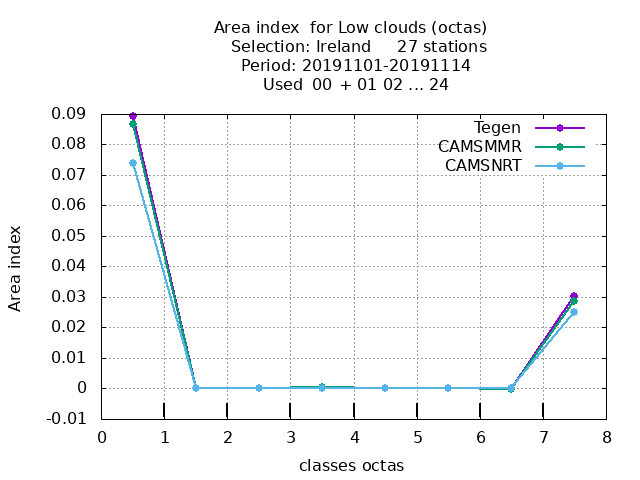 Area index  for Low clouds (octas)
Selection: Ireland     27 stations
Period: 20191101-20191114
Used  00  + 01 02 ... 24
0.09
0.08
0.07
0.06
0.05
0.04
0.03
0.02
0.01
0
-0.01
Area index
Tegen
CAMSMMR
CAMSNRT
0 1 2 3 4 5 6 7 8
classes octas